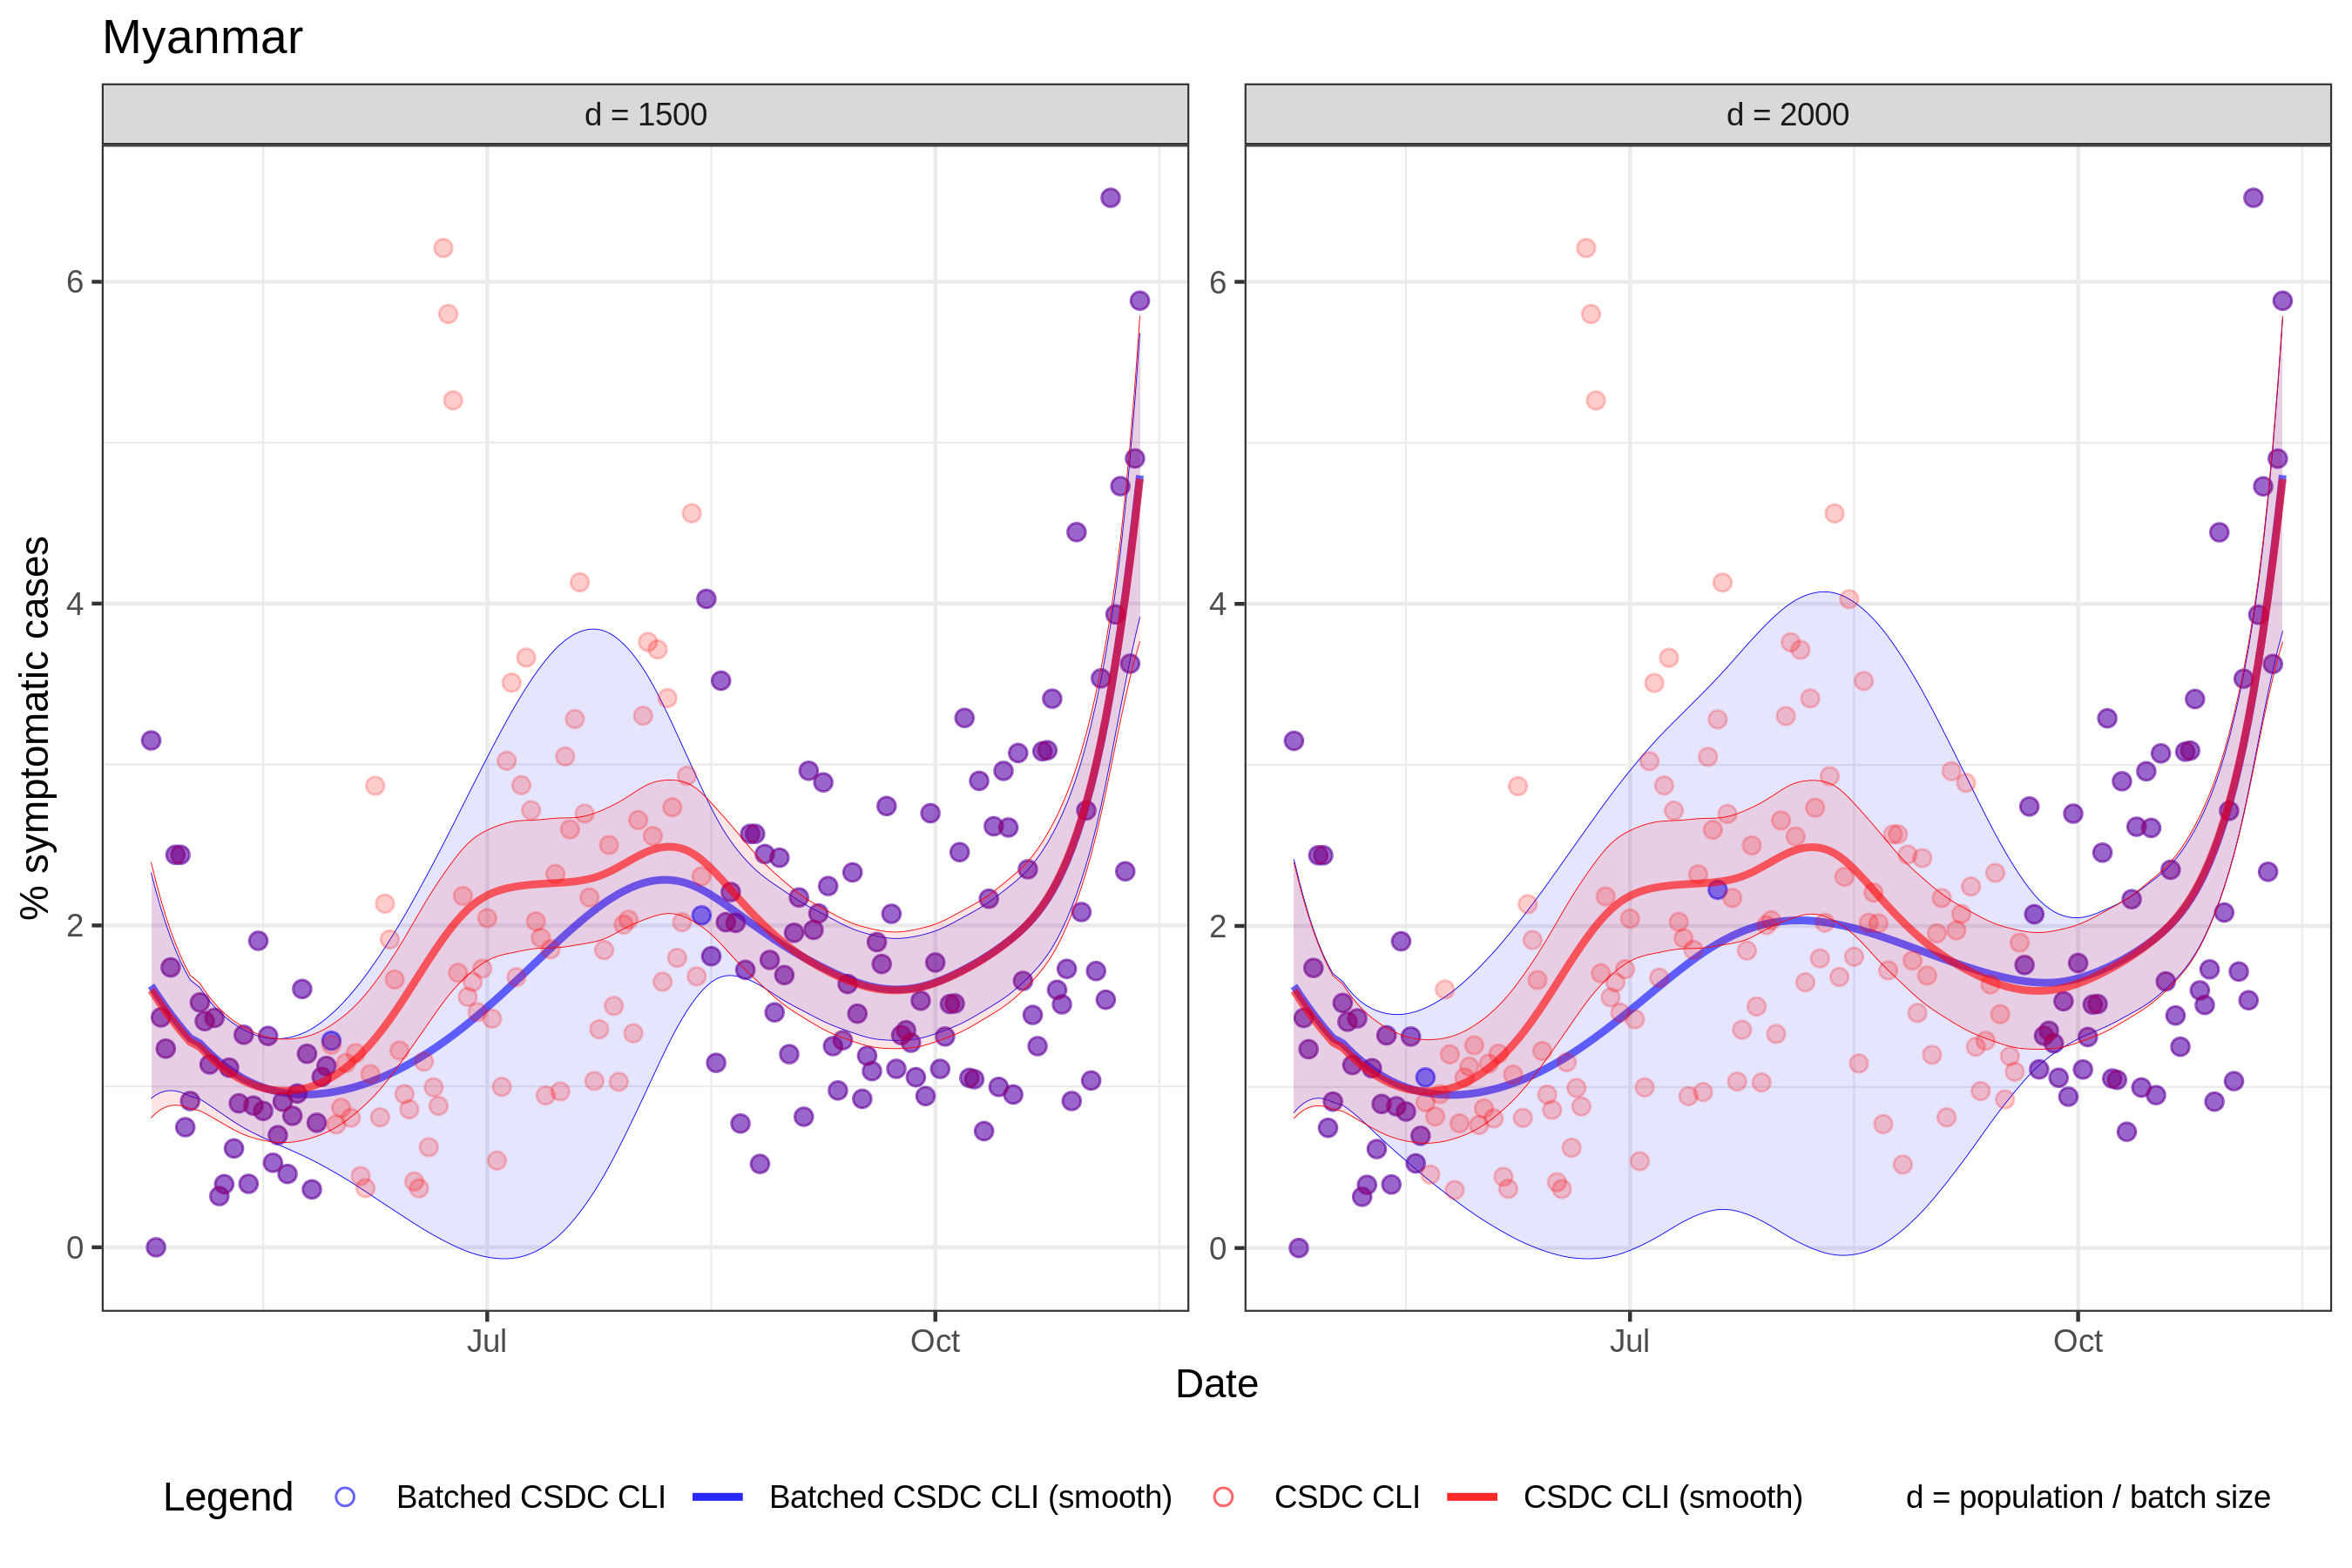 Myanmar
d = 1500
d = 2000
% symptomatic cases
6
4
2
0
6
4
2
0
Jul
Oct
Jul
Oct
Date
Legend
Batched CSDC CLI
Batched CSDC CLI (smooth)
CSDC CLI
CSDC CLI (smooth)
d = population / batch size